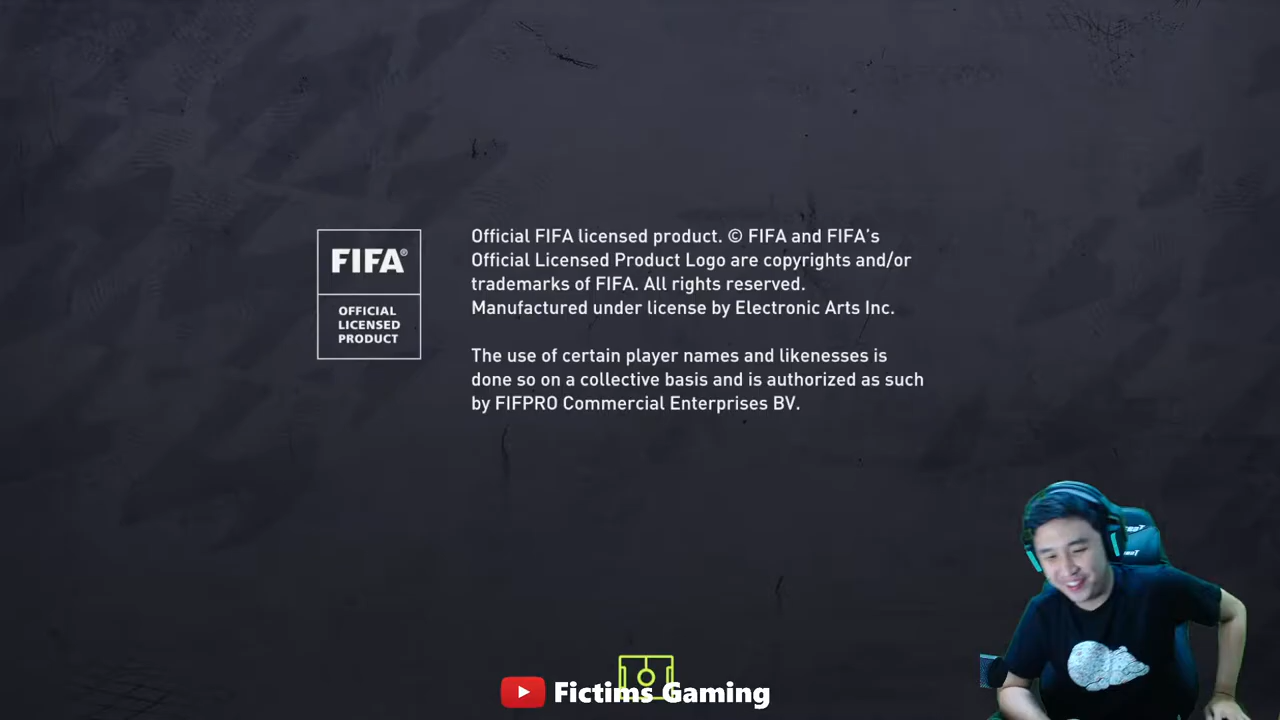 FIFA®
OFFICIAL
LICENSED
PRODUCT
Official FIFA licensed product. © FIFA and FIFA's
Official Licensed Product Logo are copyrights and/or
trademarks of FIFA. All rights reserved.
Manufactured under license by Electronic Arts Inc.
The use of certain player names and likenesses is
done so on a collective basis and is authorized as such
by FIFPRO Commercial Enterprises BV.
Fictims Gaming